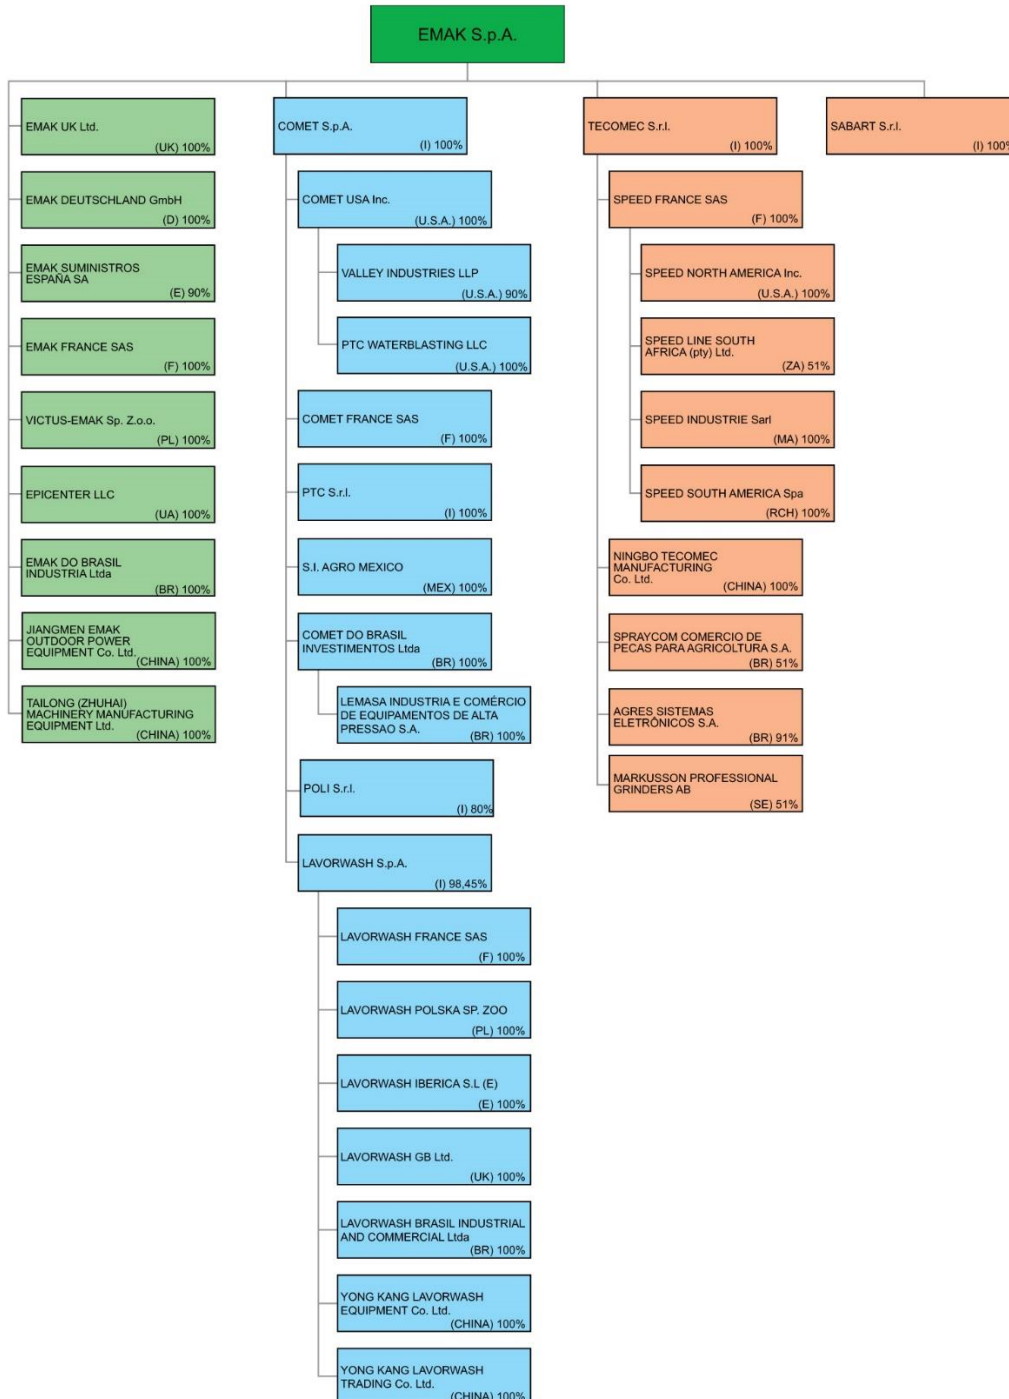 EMAK S.p.A.
EMAK UK Ltd.
(UK) 100%
EMAK DEUTSCHLAND GmbH
(D) 100%
EMAK SUMINISTROS
ESPAÑA SA
(E) 90%
EMAK FRANCE SAS
(F) 100%
VICTUS-EMAK Sp. Z.o.o.
(PL) 100%
EPICENTER LLC
(UA) 100%
EMAK DO BRASIL
INDUSTRIA Ltda
(BR) 100%
JIANGMEN EMAK
OUTDOOR POWER
EQUIPMENT Co. Ltd.
(CHINA) 100%
TAILONG (ZHUHAI)
MACHINERY MANUFACTURING
EQUIPMENT Ltd.
(CHINA) 100%
COMET S.p.A.
(I) 100%
COMET USA Inc.
(U.S.A.) 100%
VALLEY INDUSTRIES LLP
(U.S.A.) 90%
PTC WATERBLASTING LLC
(U.S.A.) 100%
COMET FRANCE SAS
(F) 100%
PTC S.r.l.
(I) 100%
S.I. AGRO MEXICO
(MEX) 100%
COMET DO BRASIL
INVESTIMENTOS Ltda
(BR) 100%
LEMASA INDUSTRIA E COMÉRCIO
DE EQUIPAMENTOS DE ALTA
PRESSAO S.A.
(BR) 100%
POLI S.r.l.
(I) 80%
LAVORWASH S.p.A.
(I) 98,45%
LAVORWASH FRANCE SAS
(F) 100%
LAVORWASH POLSKA SP. ZOO
(PL) 100%
LAVORWASH IBERICA S.L (E)
(E) 100%
LAVORWASH GB Ltd.
(UK) 100%
LAVORWASH BRASIL INDUSTRIAL
AND COMMERCIAL Ltda
(BR) 100%
YONG KANG LAVORWASH
EQUIPMENT Co. Ltd.
(CHINA) 100%
YONG KANG LAVORWASH
TRADING Co. Ltd.
(CHINA) 100%
TECOMEC S.r.l.
(I) 100%
SPEED FRANCE SAS
(F) 100%
SPEED NORTH AMERICA Inc.
(U.S.A.) 100%
SPEED LINE SOUTH
AFRICA (pty) Ltd.
(ZA) 51%
SPEED INDUSTRIE Sarl
(MA) 100%
SPEED SOUTH AMERICA Spa
(RCH) 100%
NINGBO TECOMEC
MANUFACTURING
Co. Ltd.
(CHINA) 100%
SPRAYCOM COMERCIO DE
PECAS PARA AGRICOLTURA S.A.
(BR) 51%
AGRES SISTEMAS
ELETRÔNICOS S.A.
(BR) 91%
MARKUSSON PROFESSIONAL
GRINDERS AB
(SE) 51%
SABART S.r.l.
(I) 100%